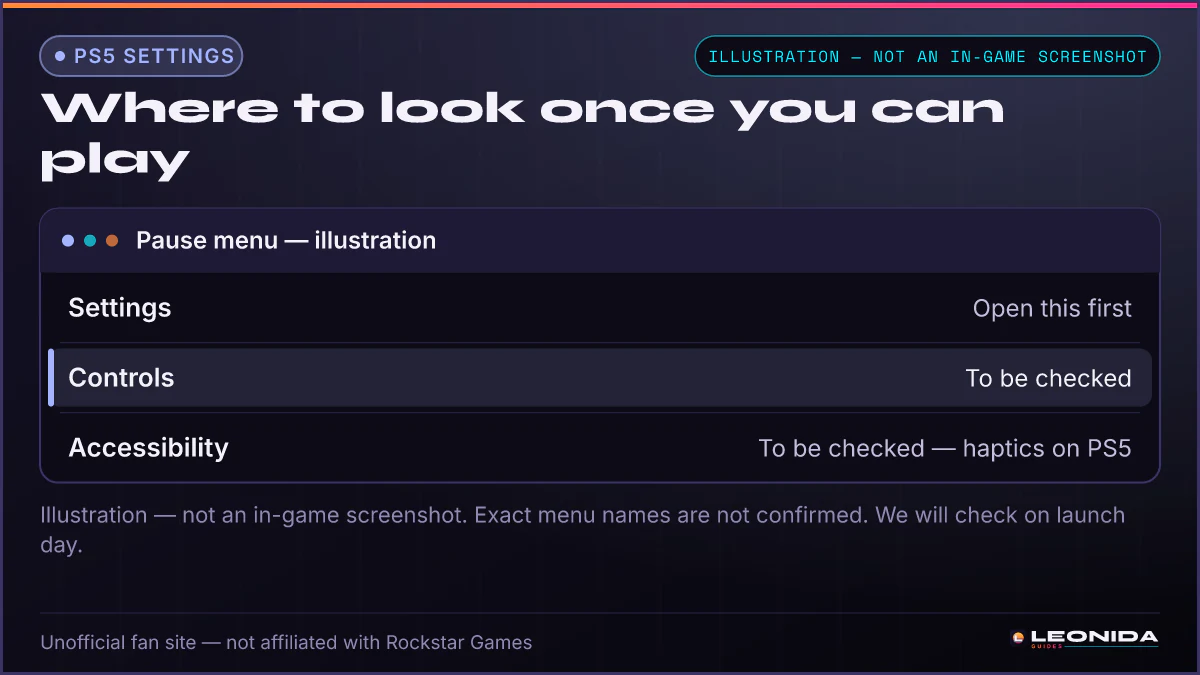 PS5 SETTINGS
ILLUSTRATION — NOT AN IN-GAME SCREENSHOT
Where to look once you can
play
Pause menu — illustration
Settings
Open this first
Controls
To be checked
Accessibility
To be checked — haptics on PS5
Illustration — not an in-game screenshot. Exact menu names are not confirmed. We will check on launch
day.
Unofficial fan site — not affiliated with Rockstar Games
LEONIDA
GUIDES